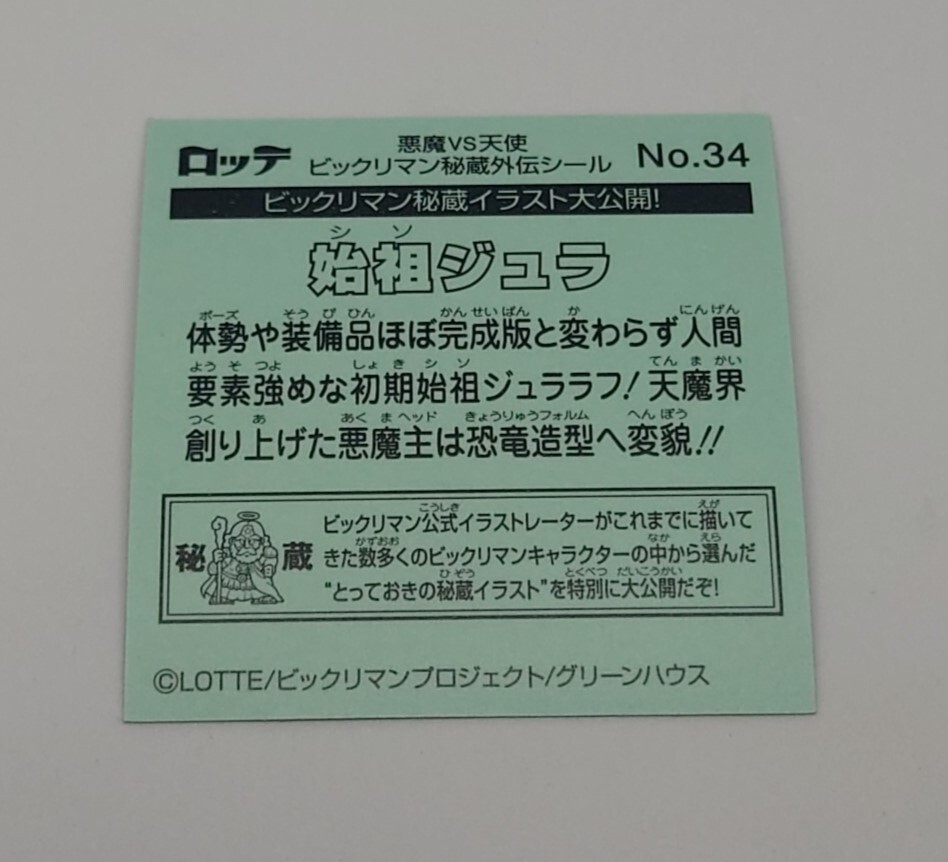 ロッテ
悪魔VS天使
ビックリマン秘蔵外伝シール
No.34
ビックリマン秘蔵イラスト大公開!
シソ
始祖ジュラ
ポーズ そうびひん かんせいばん か にんげん
体勢や装備品ほぼ完成版と変わらず人間
ようそつよ しょきシソ てんまかい
要素強めな初期始祖ジュララフ!天魔界
つく あ あくまヘッド きょうりゅうフォルム へんぼう
創り上げた悪魔主は恐竜造型へ変貌!!
秘蔵
こうしき えが
ビックリマン公式イラストレーターがこれまでに描いて
かずおお なか えら
きた数多くのビックリマンキャラクターの中から選んだ
ひぞう とくべつ だいこうかい
“とっておきの秘蔵イラスト”を特別に大公開だぞ!
©LOTTE/ビックリマンプロジェクト/グリーンハウス